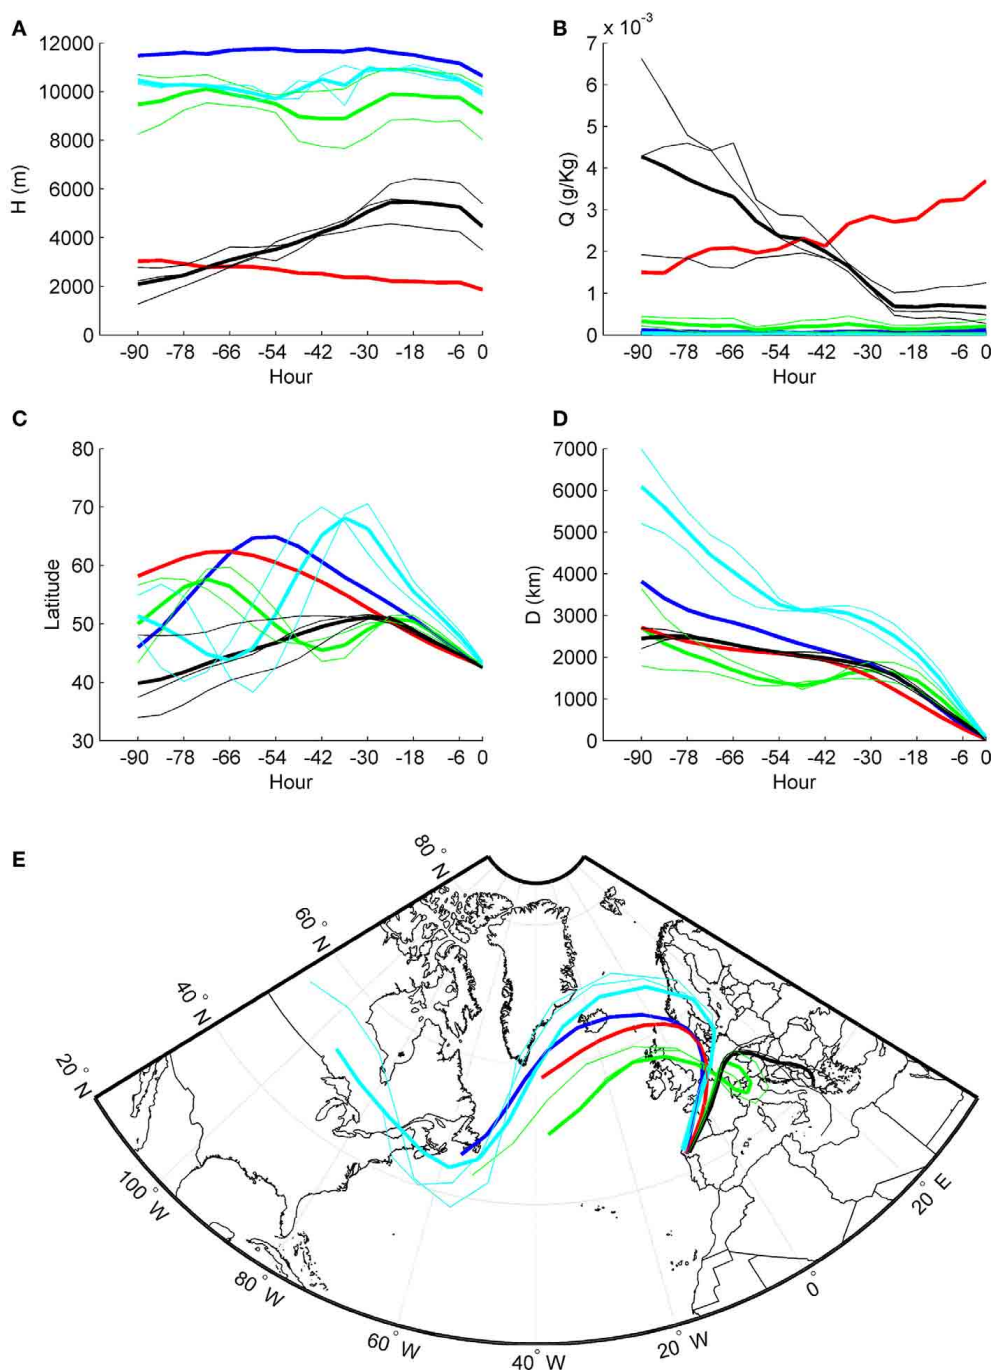 A
B
× 10⁻³
12000
10000
8000
6000
4000
2000
0
H (m)
-90 -78 -66 -54 -42 -30 -18 -6 0
Hour
7
6
5
4
3
2
1
0
Q (g/Kg)
-90 -78 -66 -54 -42 -30 -18 -6 0
Hour
C
D
80
70
60
50
40
30
Latitude
-90 -78 -66 -54 -42 -30 -18 -6 0
Hour
7000
6000
5000
4000
3000
2000
1000
0
D (km)
-90 -78 -66 -54 -42 -30 -18 -6 0
Hour
E
80° N
60° N
40° N
20° N
100° W
80° W
60° W
40° W
20° W
0°
20° E